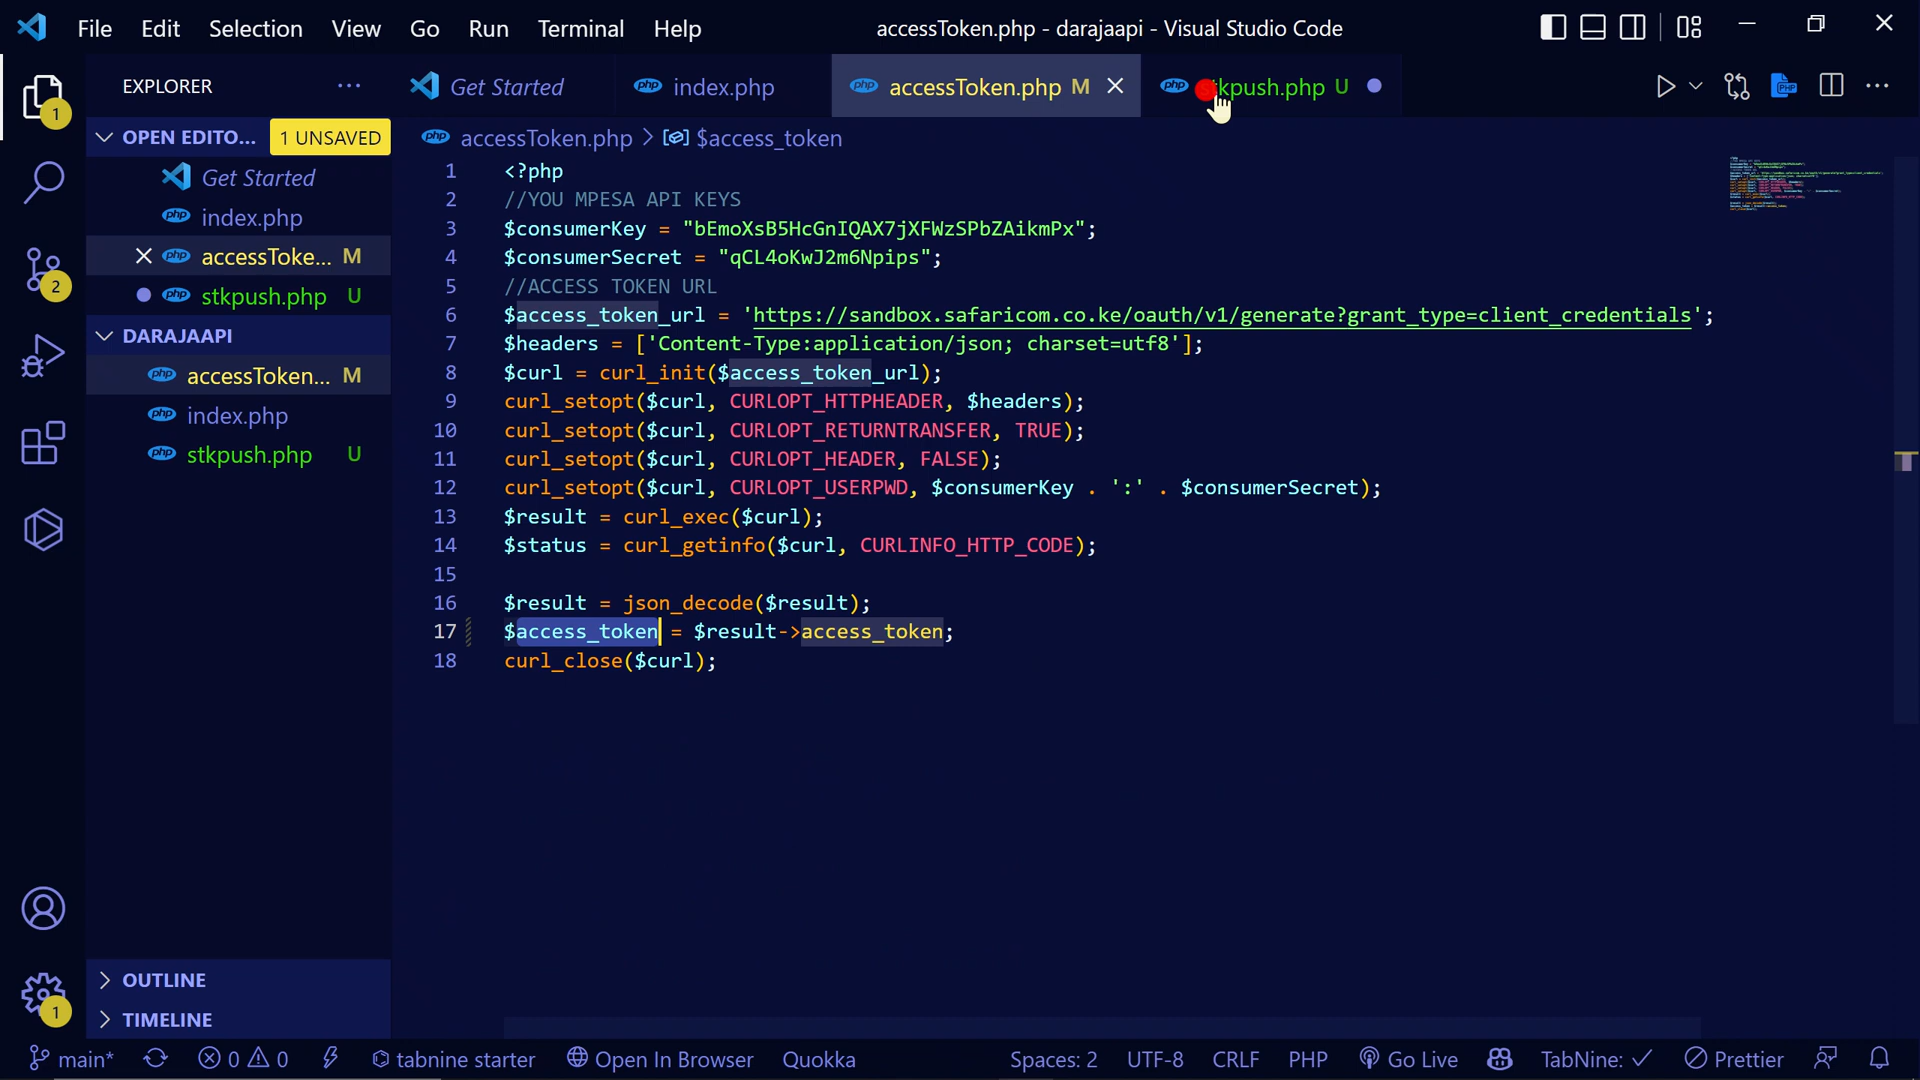 File Edit Selection View Go Run Terminal Help accessToken.php - darajaapi - Visual Studio Code
EXPLORER
Get Started index.php accessToken.php M stkpush.php U
OPEN EDITO... 1 UNSAVED
accessToken.php > $access_token
Get Started
index.php
accessToke... M
stkpush.php U
DARAJAAPI
accessToken... M
index.php
stkpush.php U
1 <?php
2 //YOU MPESA API KEYS
3 $consumerKey = "bEmoXsB5HcGnIQAX7jXFWzSPbZAikmPx";
4 $consumerSecret = "qCL4oKwJ2m6Npips";
5 //ACCESS TOKEN URL
6 $access_token_url = 'https://sandbox.safaricom.co.ke/oauth/v1/generate?grant_type=client_credentials';
7 $headers = ['Content-Type:application/json; charset=utf8'];
8 $curl = curl_init($access_token_url);
9 curl_setopt($curl, CURLOPT_HTTPHEADER, $headers);
10 curl_setopt($curl, CURLOPT_RETURNTRANSFER, TRUE);
11 curl_setopt($curl, CURLOPT_HEADER, FALSE);
12 curl_setopt($curl, CURLOPT_USERPWD, $consumerKey . ':' . $consumerSecret);
13 $result = curl_exec($curl);
14 $status = curl_getinfo($curl, CURLINFO_HTTP_CODE);
15
16 $result = json_decode($result);
17 $access_token = $result->access_token;
18 curl_close($curl);
1
2
1
OUTLINE
TIMELINE
main* 0 0 tabnine starter Open In Browser Quokka Spaces: 2 UTF-8 CRLF PHP Go Live TabNine: ✓ Prettier